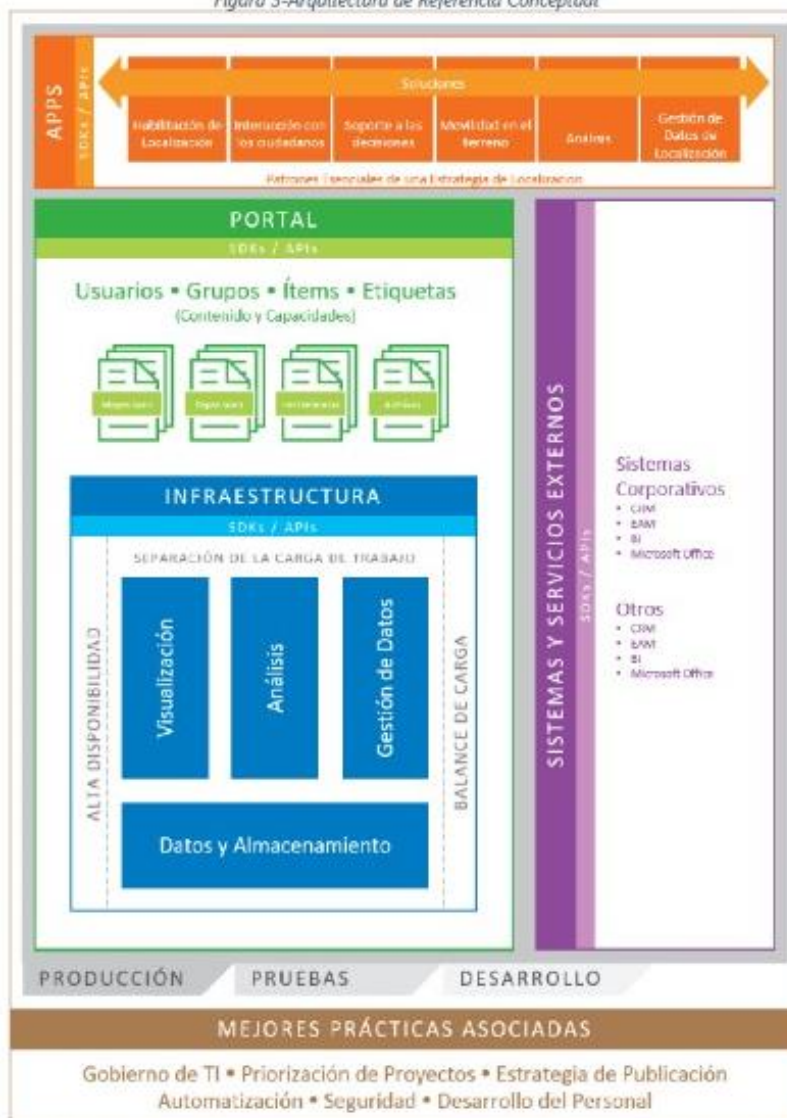 Figura 3-Arquitectura de Referencia Conceptual
APPS
SDKs / APIs
Soluciones
Habilitación de Localización
Interacción con los ciudadanos
Soporte a las decisiones
Movilidad en el terreno
Análisis
Gestión de Datos de Localización
Patrones Esenciales de una Estrategia de Localización
PORTAL
SDKs / APIs
Usuarios • Grupos • Ítems • Etiquetas
(Contenido y Capacidades)
Archivos
INFRAESTRUCTURA
SDKs / APIs
SEPARACIÓN DE LA CARGA DE TRABAJO
ALTA DISPONIBILIDAD
Visualización
Análisis
Gestión de Datos
BALANCE DE CARGA
Datos y Almacenamiento
SISTEMAS Y SERVICIOS EXTERNOS
SDKs / APIs
Sistemas
Corporativos
• CRM
• EAM
• BI
• Microsoft Office
Otros
• CRM
• EAM
• BI
• Microsoft Office
PRODUCCIÓN
PRUEBAS
DESARROLLO
MEJORES PRÁCTICAS ASOCIADAS
Gobierno de TI • Priorización de Proyectos • Estrategia de Publicación
Automatización • Seguridad • Desarrollo del Personal